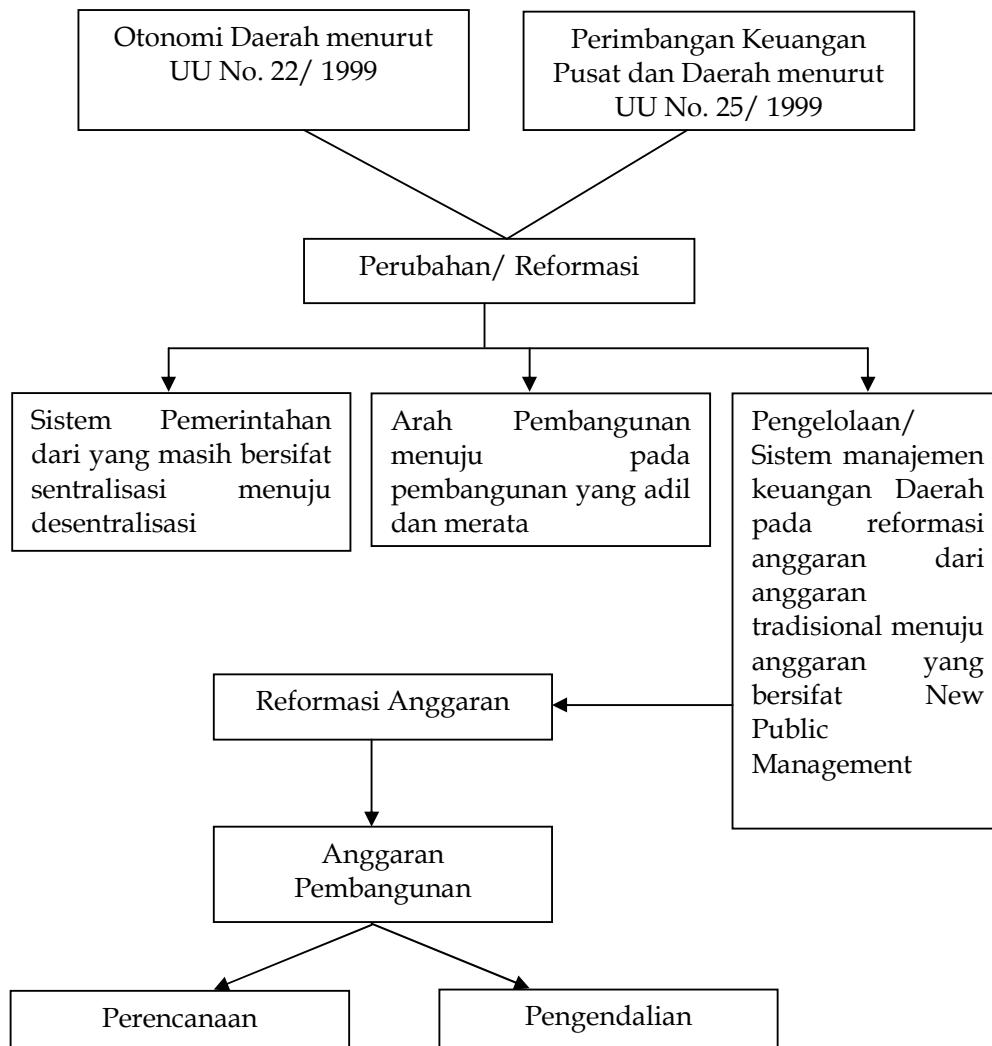 Otonomi Daerah menurut
UU No. 22/ 1999
Perimbangan Keuangan
Pusat dan Daerah menurut
UU No. 25/ 1999
Perubahan/ Reformasi
Sistem Pemerintahan
dari yang masih bersifat
sentralisasi menuju
desentralisasi
Arah Pembangunan
menuju pada
pembangunan yang adil
dan merata
Pengelolaan/
Sistem manajemen
keuangan Daerah
pada reformasi
anggaran dari
anggaran
tradisional menuju
anggaran yang
bersifat New
Public
Management
Reformasi Anggaran
Anggaran
Pembangunan
Perencanaan
Pengendalian